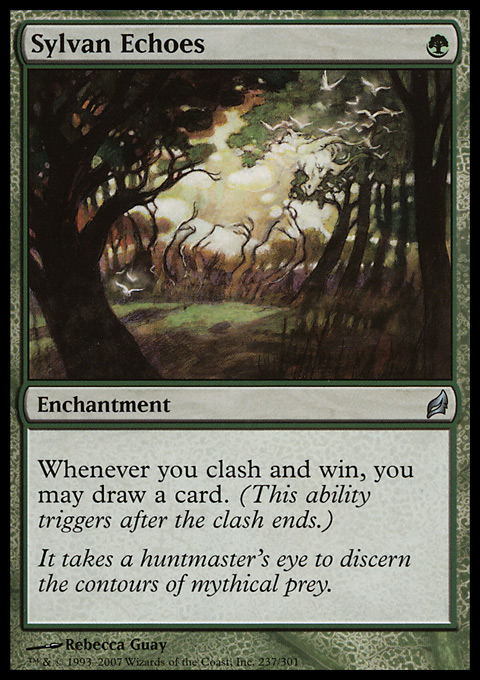 Sylvan Echoes
Enchantment
Whenever you clash and win, you
may draw a card. (This ability
triggers after the clash ends.)
It takes a huntmaster's eye to discern
the contours of mythical prey.
Rebecca Guay
™ & © 1993–2007 Wizards of the Coast, Inc. 237/301